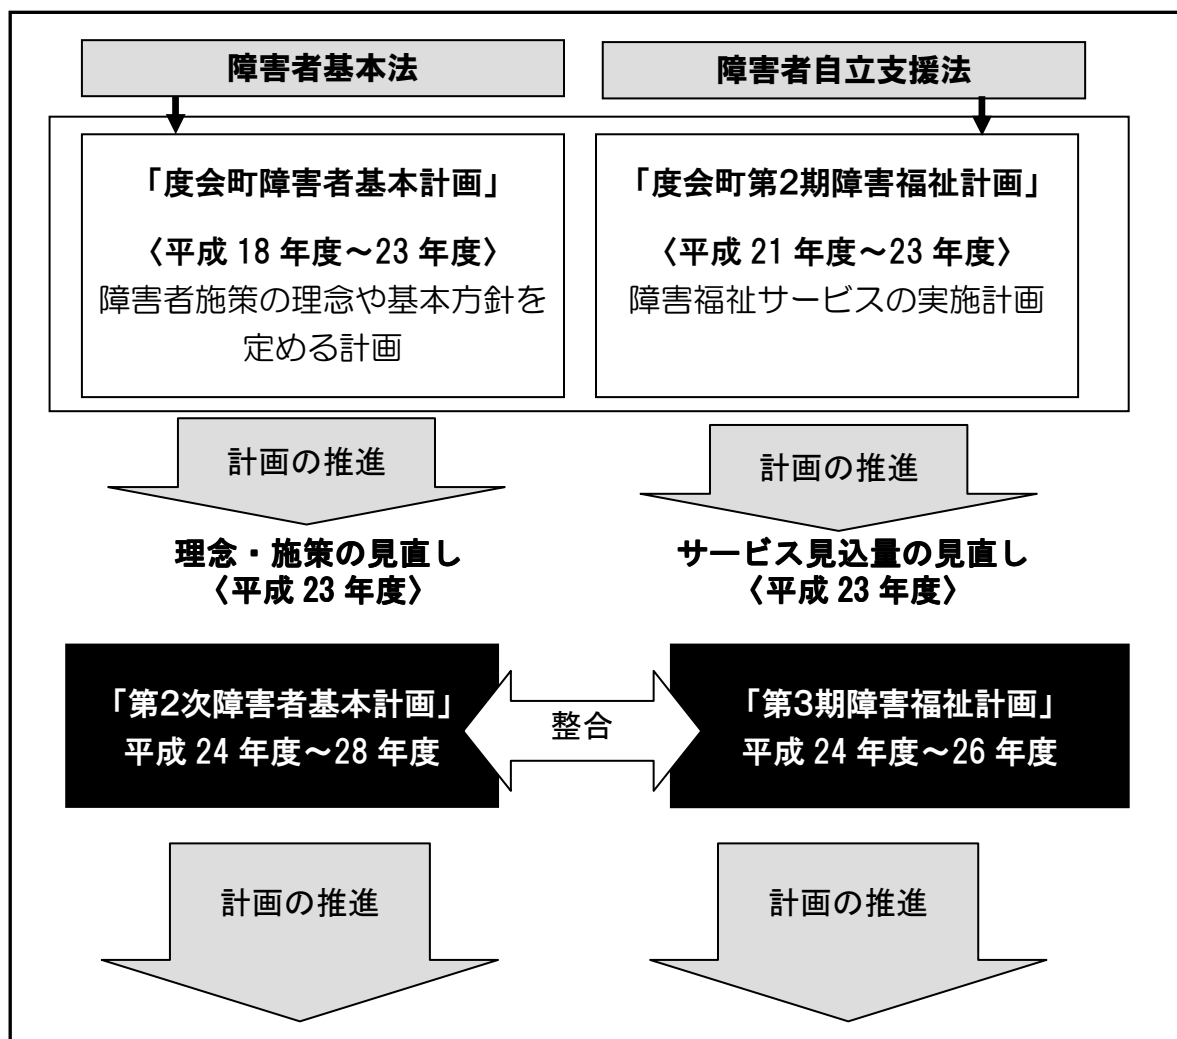 障害者基本法
障害者自立支援法
「度会町障害者基本計画」
〈平成 18 年度～23 年度〉
障害者施策の理念や基本方針を
定める計画
「度会町第2期障害福祉計画」
〈平成 21 年度～23 年度〉
障害福祉サービスの実施計画
計画の推進
計画の推進
理念・施策の見直し
〈平成 23 年度〉
サービス見込量の見直し
〈平成 23 年度〉
「第2次障害者基本計画」
平成 24 年度～28 年度
整合
「第3期障害福祉計画」
平成 24 年度～26 年度
計画の推進
計画の推進